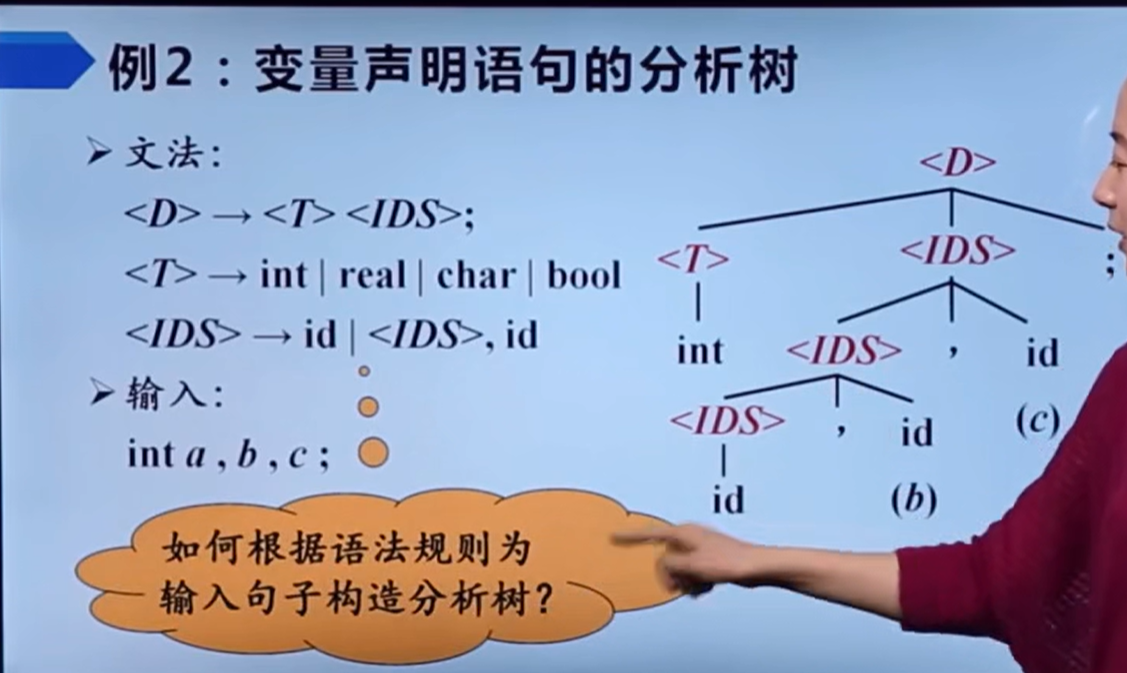 例2：变量声明语句的分析树
➢ 文法：
<D> → <T> <IDS>;
<T> → int | real | char | bool
<IDS> → id | <IDS>, id
➢ 输入：
int a , b , c ;
如何根据语法规则为
输入句子构造分析树？
<D>
<T> <IDS> ;
int <IDS> , id
<IDS> , id (c)
id (b)